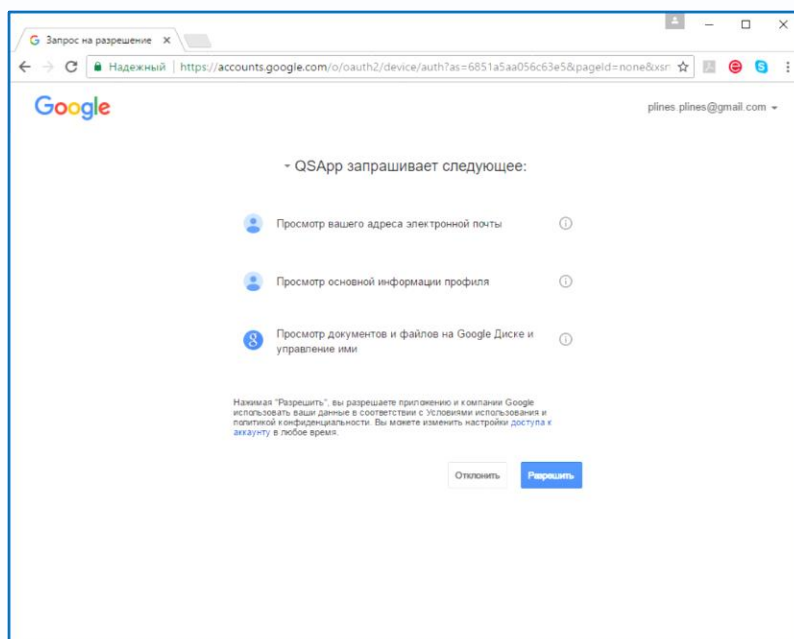 Запрос на разрешение
Надежный | https://accounts.google.com/o/oauth2/device/auth?as=6851a5aa056c63e5&pageId=none&xsr
Google
plines.plines@gmail.com
QSApp запрашивает следующее:
Просмотр вашего адреса электронной почты
Просмотр основной информации профиля
Просмотр документов и файлов на Google Диске и
управление ими
Нажимая "Разрешить", вы разрешаете приложению и компании Google
использовать ваши данные в соответствии с Условиями использования и
политикой конфиденциальности. Вы можете изменить настройки доступа к
аккаунту в любое время.
Отклонить Разрешить